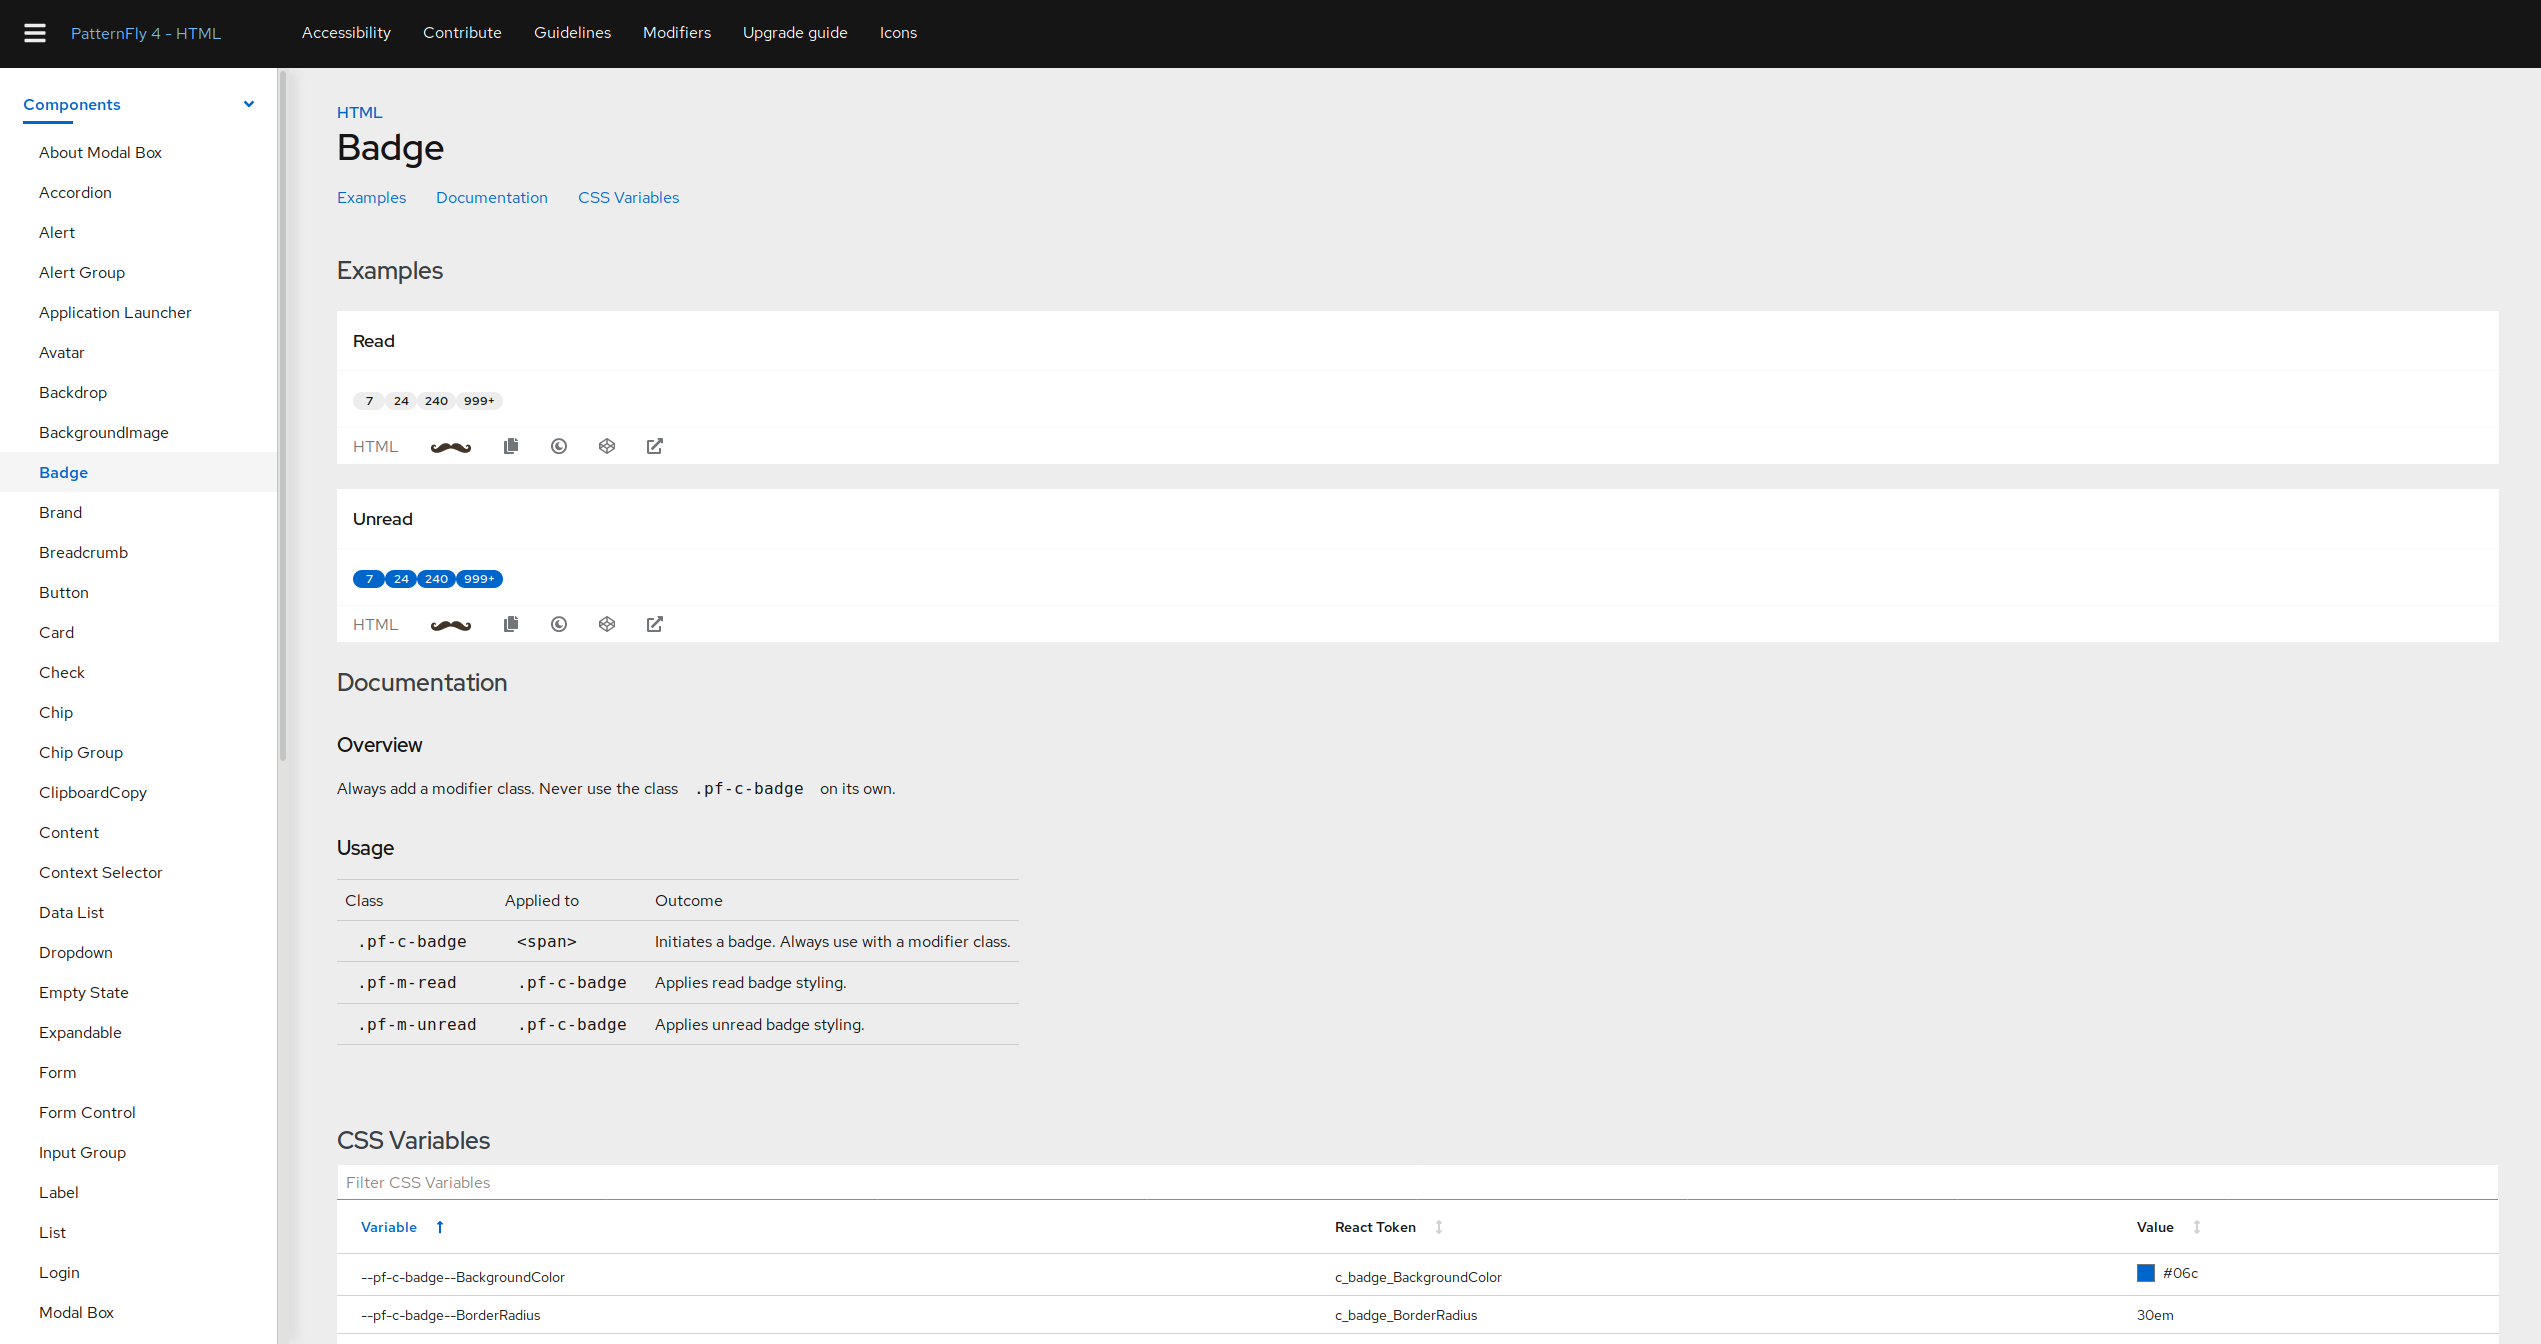 PatternFly 4 - HTML
Accessibility Contribute Guidelines Modifiers Upgrade guide Icons
Components
About Modal Box
Accordion
Alert
Alert Group
Application Launcher
Avatar
Backdrop
BackgroundImage
Badge
Brand
Breadcrumb
Button
Card
Check
Chip
Chip Group
ClipboardCopy
Content
Context Selector
Data List
Dropdown
Empty State
Expandable
Form
Form Control
Input Group
Label
List
Login
Modal Box
HTML
Badge
Examples Documentation CSS Variables
Examples
Read
7 24 240 999+
HTML
Unread
7 24 240 999+
HTML
Documentation
Overview
Always add a modifier class. Never use the class .pf-c-badge on its own.
Usage
Class Applied to Outcome
.pf-c-badge <span> Initiates a badge. Always use with a modifier class.
.pf-m-read .pf-c-badge Applies read badge styling.
.pf-m-unread .pf-c-badge Applies unread badge styling.
CSS Variables
Filter CSS Variables
Variable React Token Value
--pf-c-badge--BackgroundColor c_badge_BackgroundColor #06c
--pf-c-badge--BorderRadius c_badge_BorderRadius 30em